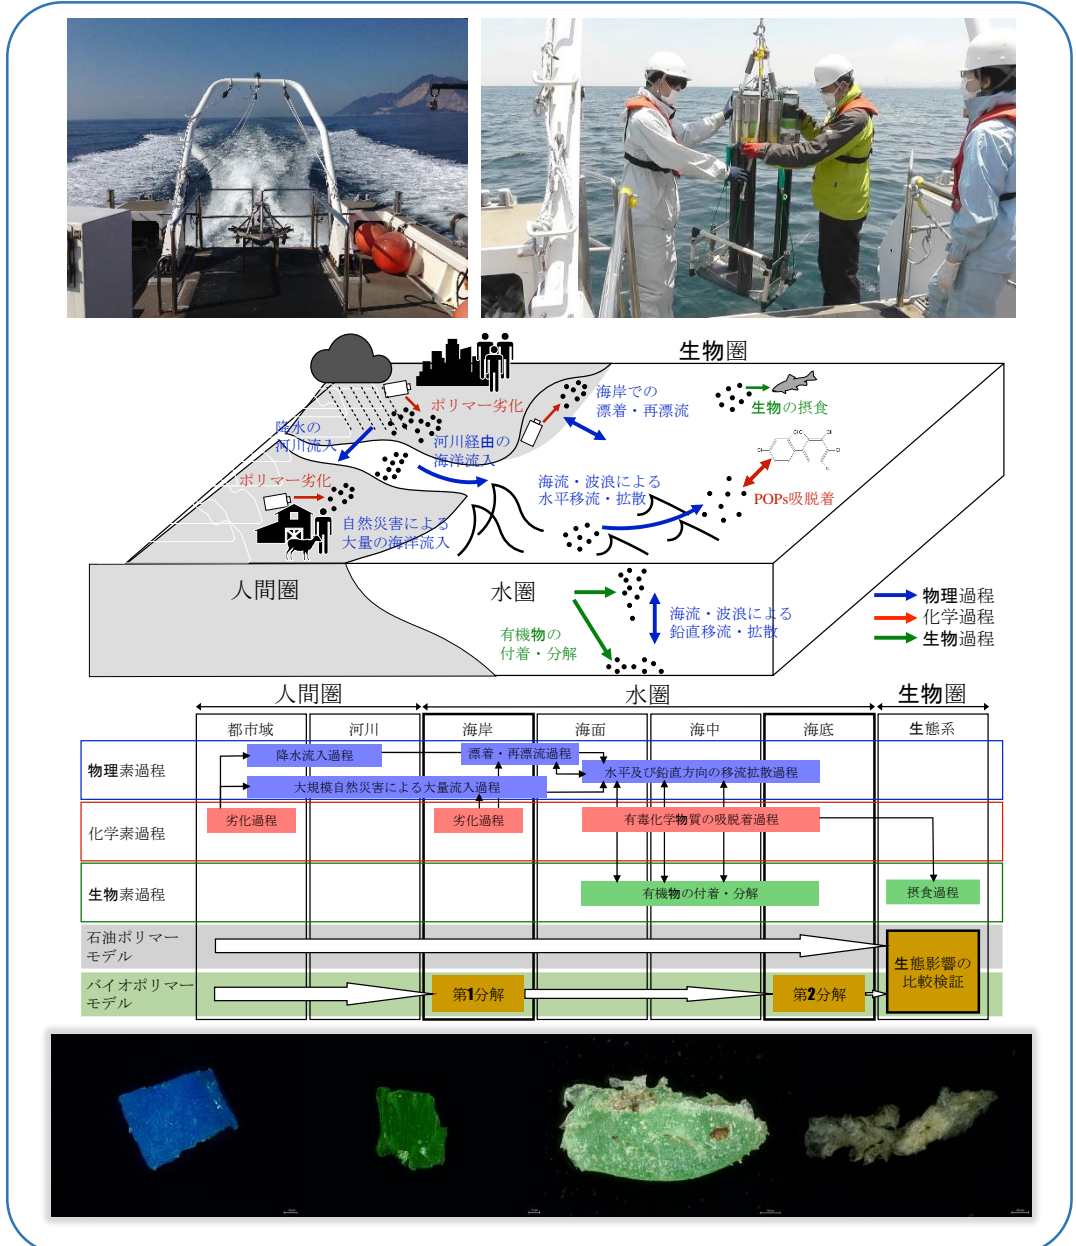 生物圏
ポリマー劣化
海岸での
漂着・再漂流
生物の摂食
降水の
河川流入
河川経由の
海洋流入
ポリマー劣化
海流・波浪による
水平移流・拡散
POPs吸脱着
自然災害による
大量の海洋流入
人間圏
水圏
物理過程
化学過程
生物過程
海流・波浪による
鉛直移流・拡散
有機物の
付着・分解
人間圏
水圏
生物圏
都市域
河川
海岸
海面
海中
海底
生態系
物理素過程
降水流入過程
漂着・再漂流過程
水平及び鉛直方向の移流拡散過程
大規模自然災害による大量流入過程
化学素過程
劣化過程
劣化過程
有毒化学物質の吸脱着過程
生物素過程
有機物の付着・分解
摂食過程
石油ポリマー
モデル
生態影響の
比較検証
バイオポリマー
モデル
第1分解
第2分解